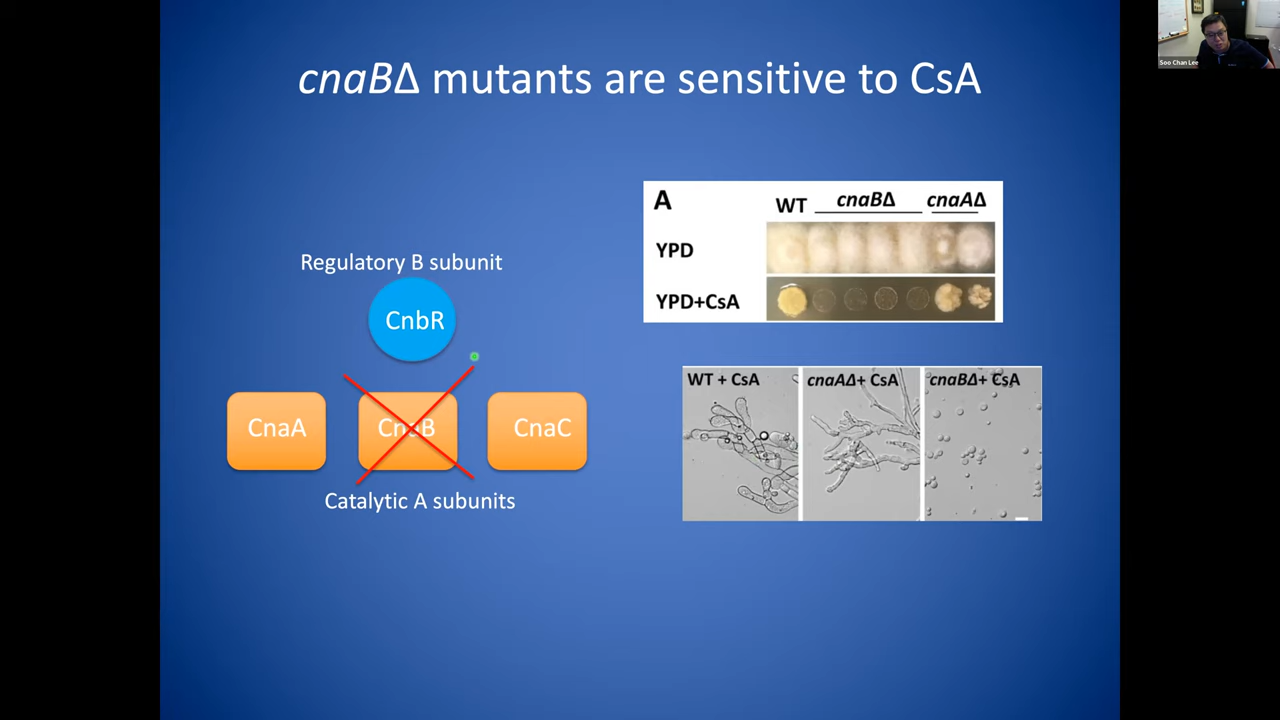 cnaBΔ mutants are sensitive to CsA
Soo Chan Lee
Regulatory B subunit
CnbR
CnaA
CnaB
CnaC
Catalytic A subunits
A
WT
cnaBΔ
cnaAΔ
YPD
YPD+CsA
WT + CsA
cnaAΔ+ CsA
cnaBΔ+ CsA